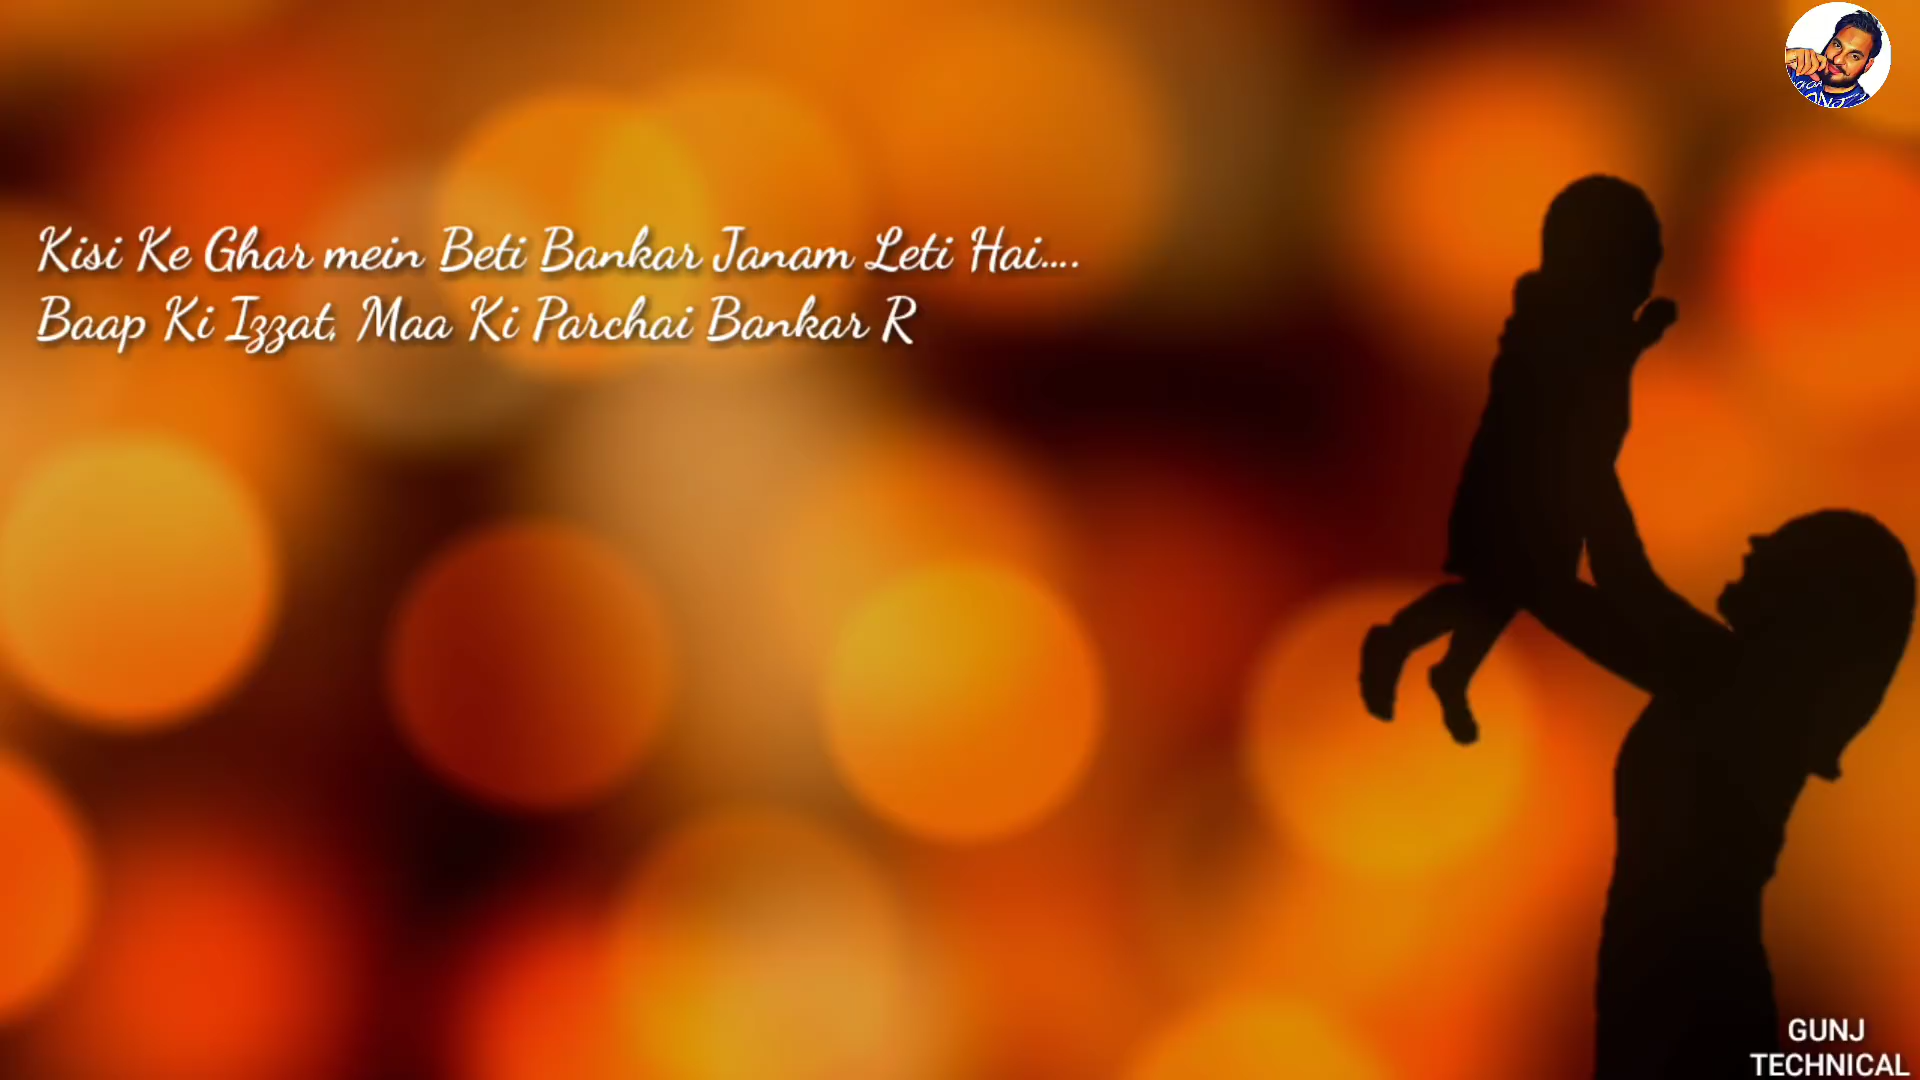 Kisi Ke Ghar mein Beti Bankar Janam Leti Hai....
Baap Ki Izzat, Maa Ki Parchai Bankar R
GUNJ
TECHNICAL